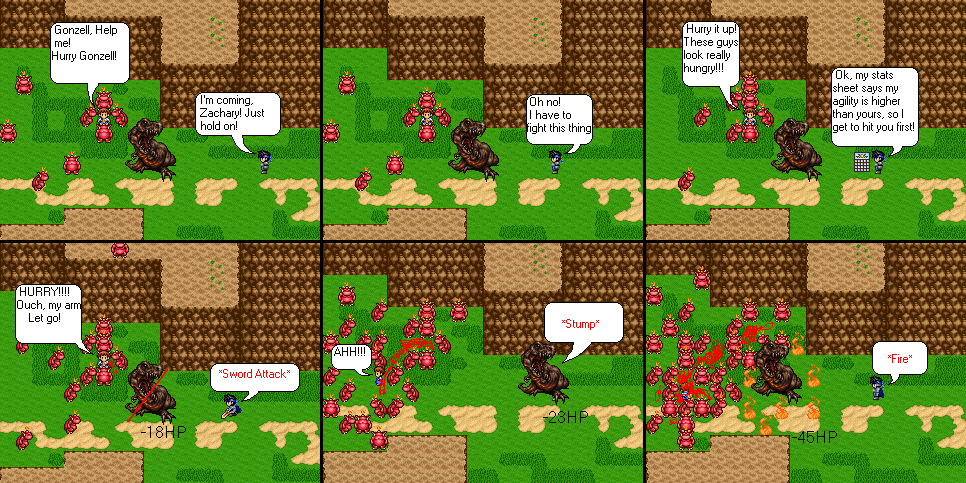 Gonzell, Help
me!
Hurry Gonzell!
I'm coming,
Zachary! Just
hold on!
Oh no!
I have to
fight this thing
Hurry it up!
These guys
look really
hungry!!!
Ok, my stats
sheet says my
agility is higher
than yours, so I
get to hit you first!
HURRY!!!!
Ouch, my arm
Let go!
*Sword Attack*
-18HP
AHH!!!
*Stump*
-23HP
*Fire*
-45HP